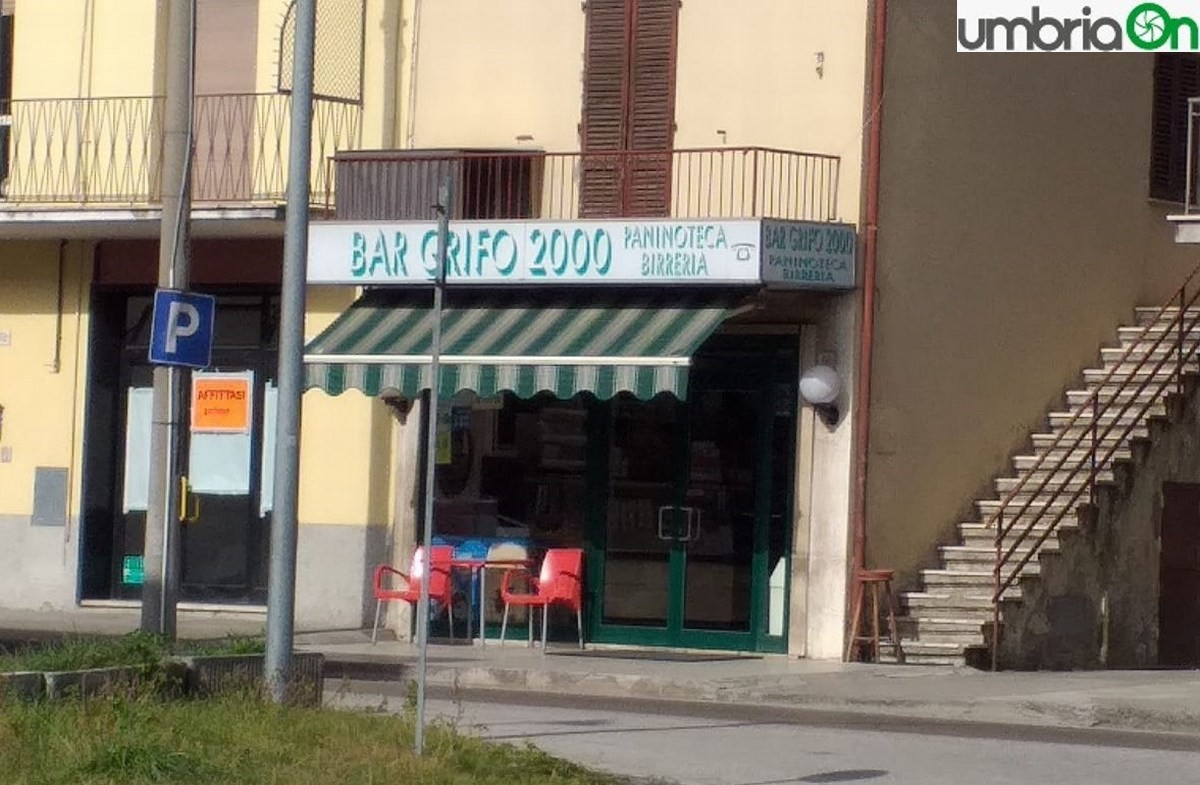 umbriaOn
BAR GRIFO 2000
PANINOTECA
BIRRERIA
BAR GRIFO 2000
PANINOTECA
BIRRERIA
P
AFFITTASI